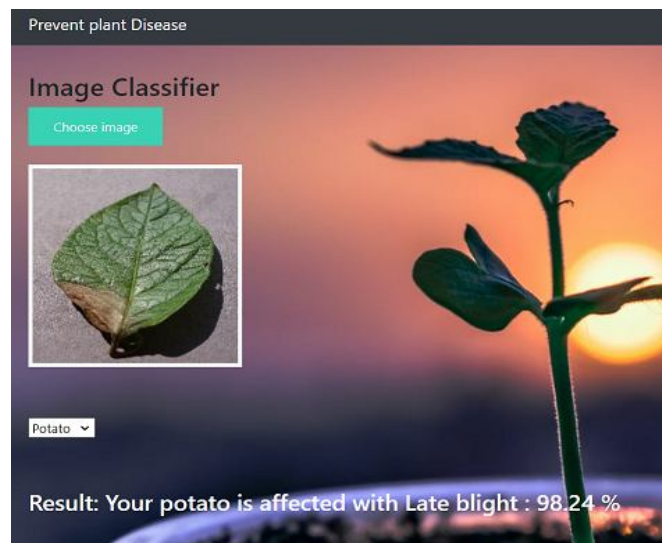 Prevent plant Disease
Image Classifier
Choose image
Potato
Result: Your potato is affected with Late blight : 98.24 %